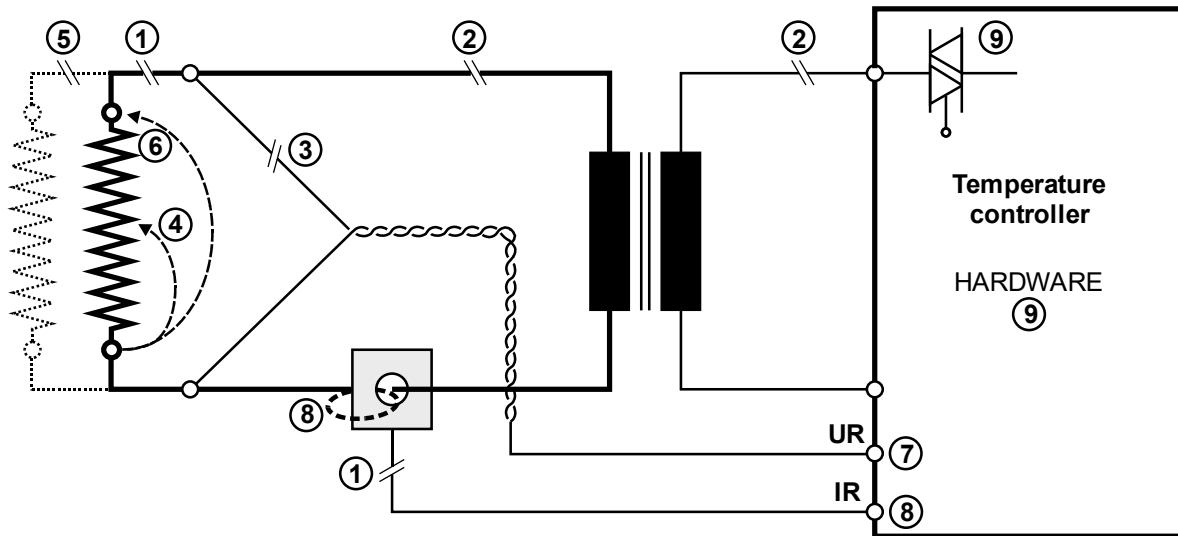 5 1 2 2 9
6 3
4
Temperature
controller
HARDWARE
9
8
UR 7
1
IR 8